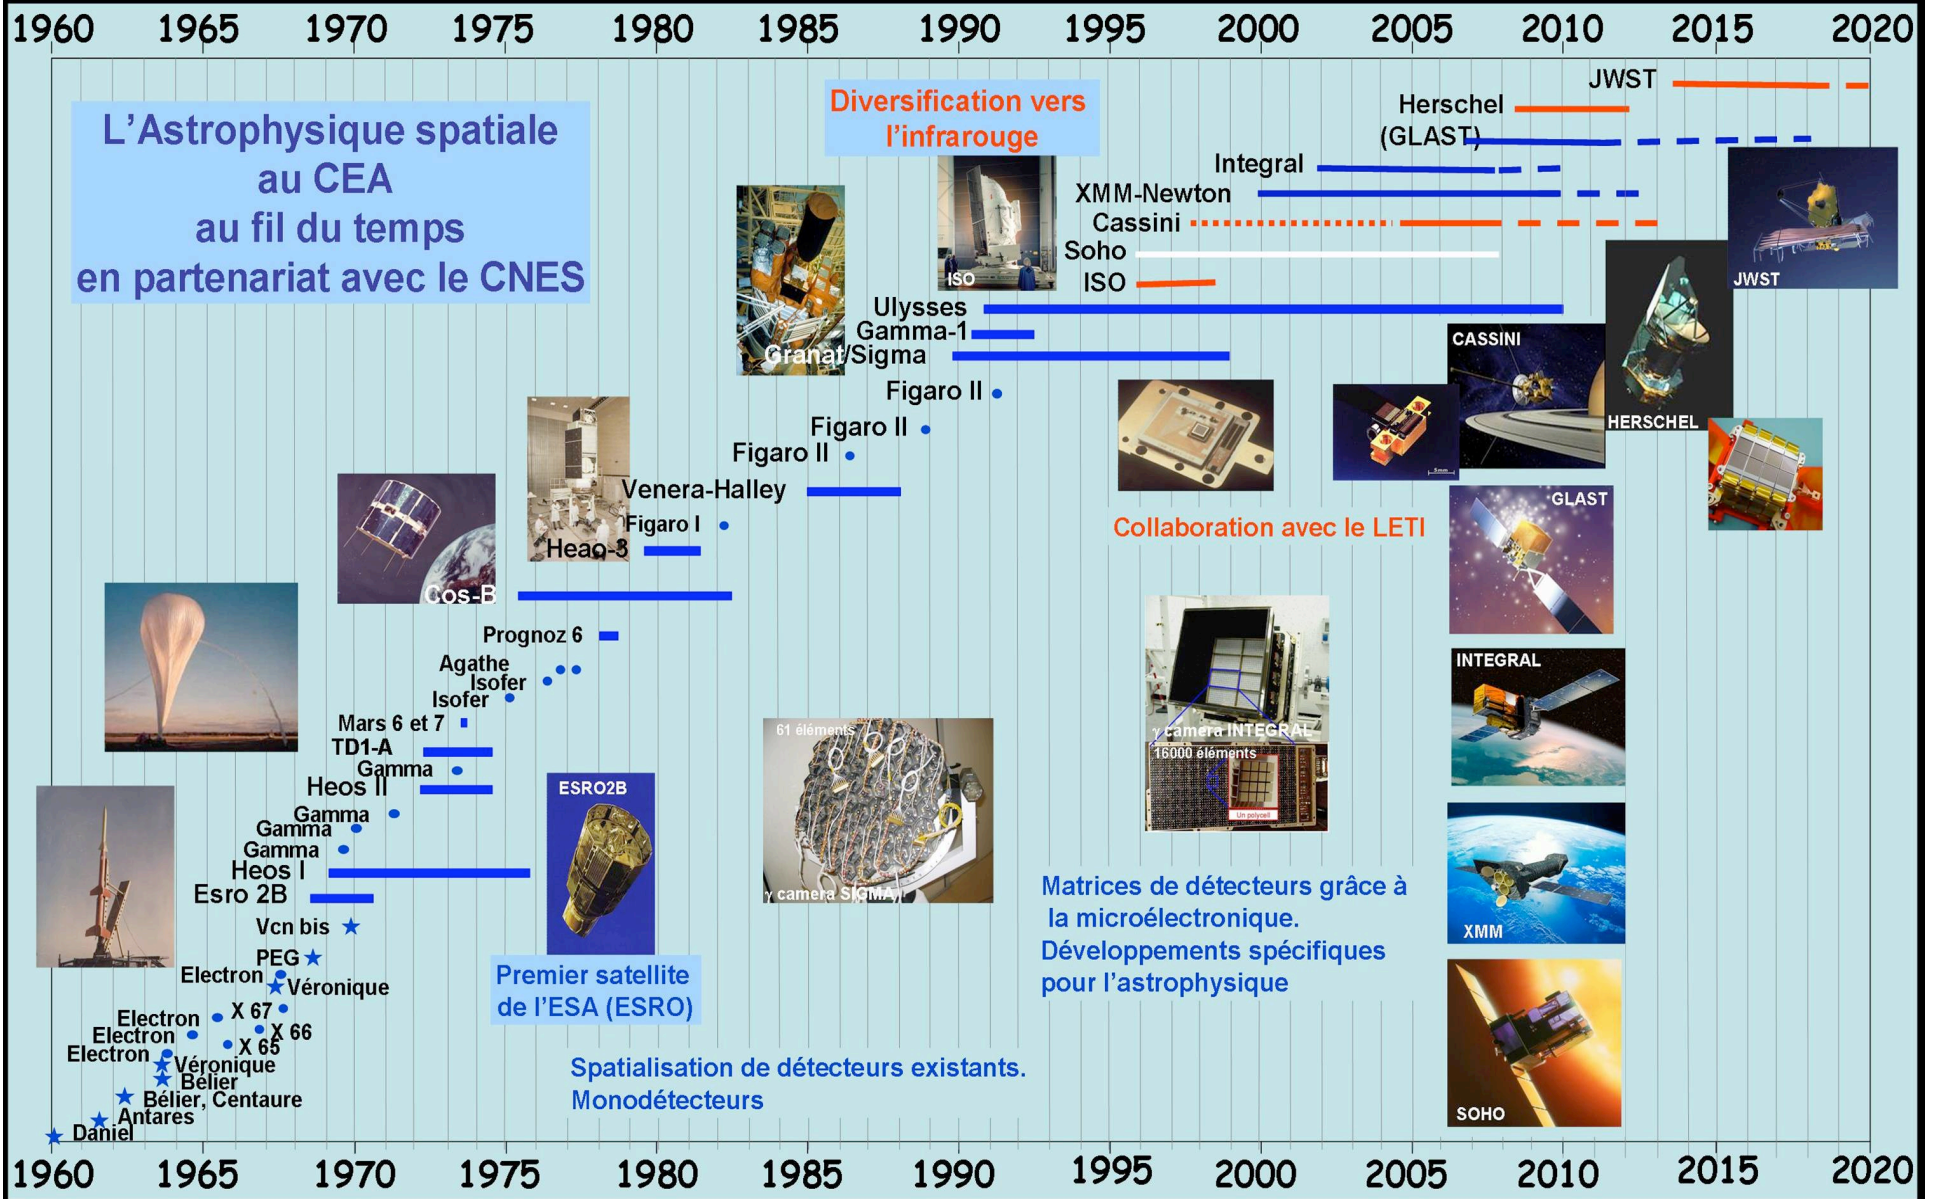 1960 1965 1970 1975 1980 1985 1990 1995 2000 2005 2010 2015 2020
L'Astrophysique spatiale
au CEA
au fil du temps
en partenariat avec le CNES
Diversification vers
l'infrarouge
JWST
Herschel
(GLAST)
Integral
XMM-Newton
Cassini
Soho
ISO
Ulysses
Gamma-1
Granat/Sigma
Figaro II
Figaro II
Figaro II
Venera-Halley
Figaro I
Heao-3
Cos-B
Prognoz 6
Agathe
Isofer
Isofer
Mars 6 et 7
TD1-A
Gamma
Heos II
Gamma
Gamma
Gamma
Heos I
Esro 2B
Vcn bis
PEG
Electron
Véronique
X 67
Electron
X 66
Electron
X 65
Electron
Véronique
Bélier
Bélier, Centaure
Antares
Daniel
ISO
JWST
CASSINI
HERSCHEL
5mm
Collaboration avec le LETI
GLAST
INTEGRAL
XMM
SOHO
γ camera INTEGRAL
16000 éléments
Un polycell
61 éléments
γ camera SIGMA
ESRO2B
Premier satellite
de l'ESA (ESRO)
Matrices de détecteurs grâce à
la microélectronique.
Développements spécifiques
pour l'astrophysique
Spatialisation de détecteurs existants.
Monodétecteurs
1960 1965 1970 1975 1980 1985 1990 1995 2000 2005 2010 2015 2020